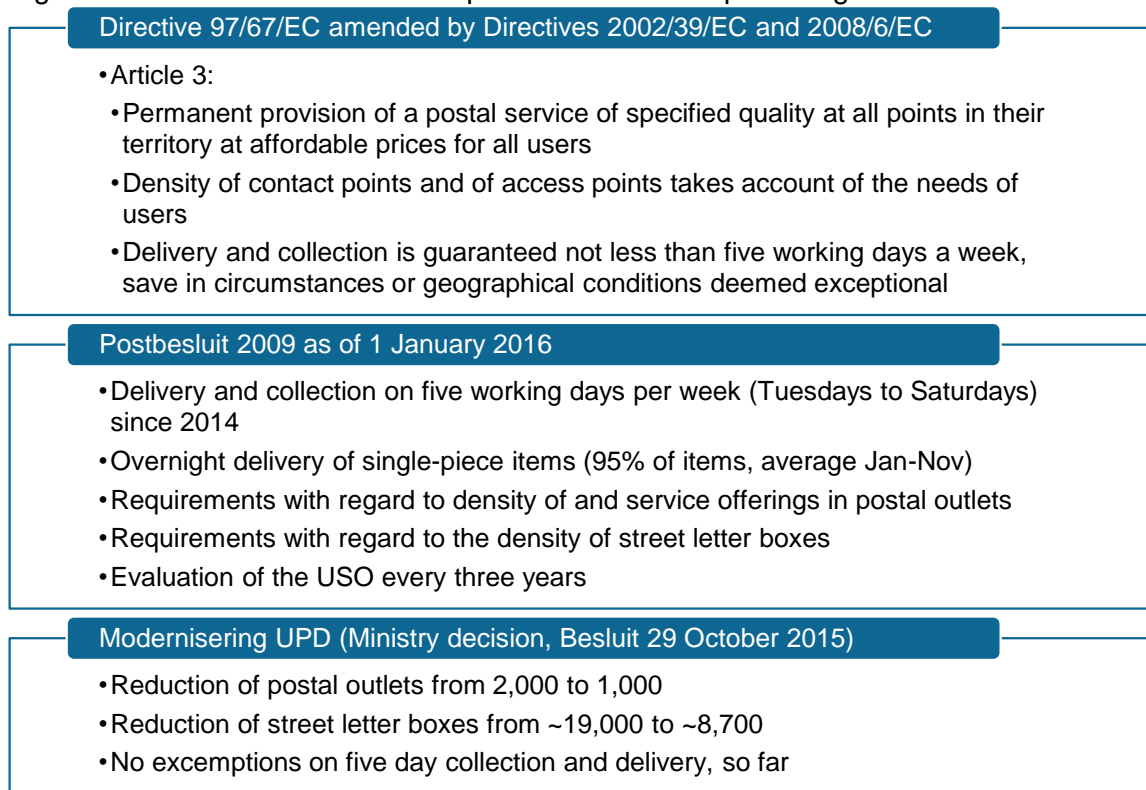 Directive 97/67/EC amended by Directives 2002/39/EC and 2008/6/EC
•Article 3:
•Permanent provision of a postal service of specified quality at all points in their
territory at affordable prices for all users
•Density of contact points and of access points takes account of the needs of
users
•Delivery and collection is guaranteed not less than five working days a week,
save in circumstances or geographical conditions deemed exceptional
Postbesluit 2009 as of 1 January 2016
•Delivery and collection on five working days per week (Tuesdays to Saturdays)
since 2014
•Overnight delivery of single-piece items (95% of items, average Jan-Nov)
•Requirements with regard to density of and service offerings in postal outlets
•Requirements with regard to the density of street letter boxes
•Evaluation of the USO every three years
Modernisering UPD (Ministry decision, Besluit 29 October 2015)
•Reduction of postal outlets from 2,000 to 1,000
•Reduction of street letter boxes from ~19,000 to ~8,700
•No excemptions on five day collection and delivery, so far